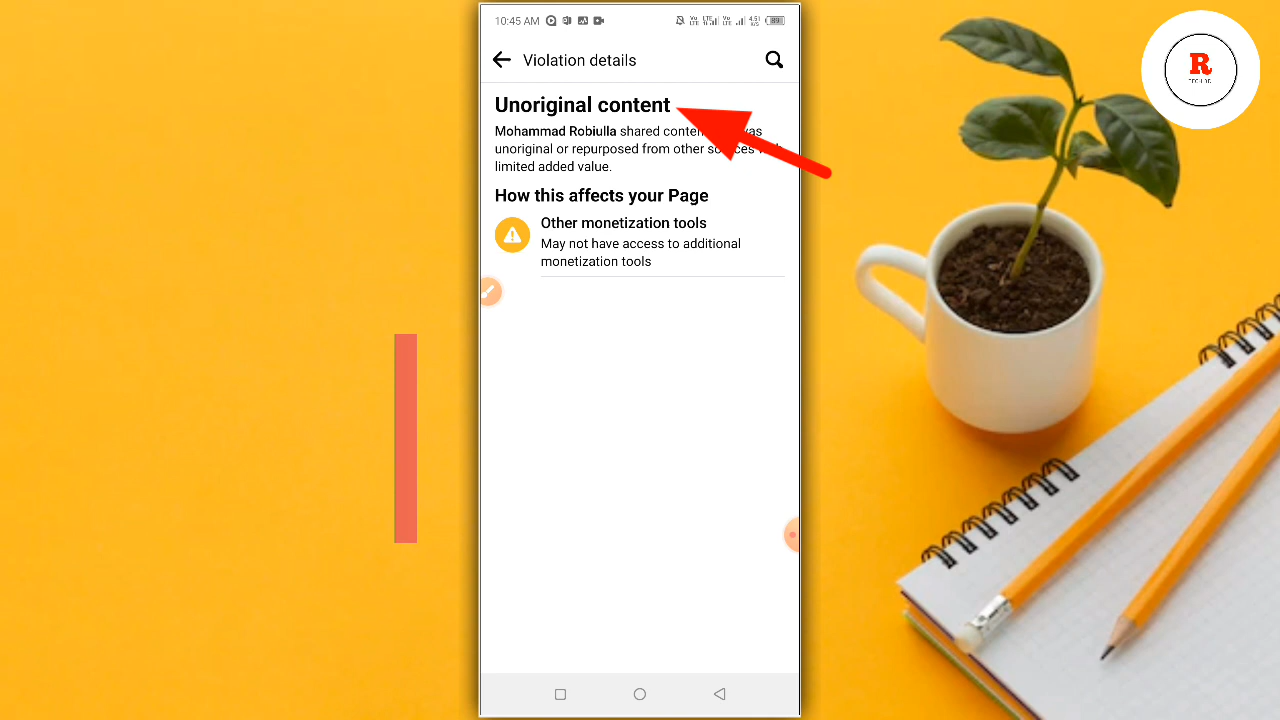 10:45 AM
Violation details
Unoriginal content
Mohammad Robiulla shared
unoriginal or repurposed from other
limited added value.
How this affects your Page
Other monetization tools
May not have access to additional
monetization tools
R